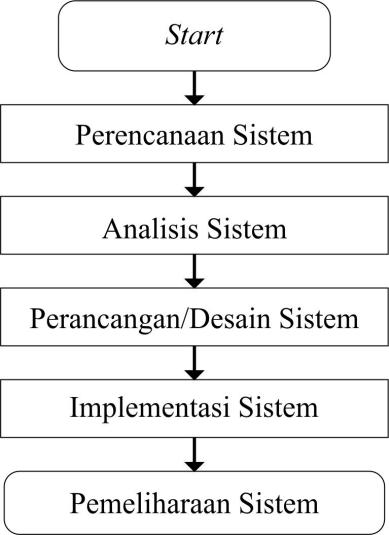 Start
Perencanaan Sistem
Analisis Sistem
Perancangan/Desain Sistem
Implementasi Sistem
Pemeliharaan Sistem